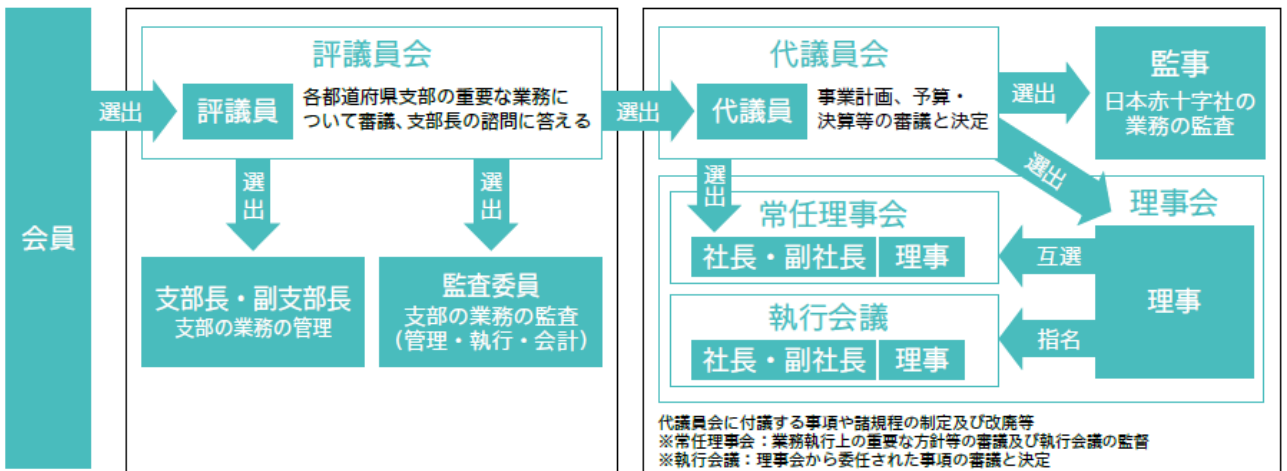 会員
選出
評議員会
評議員
各都道府県支部の重要な業務に
ついて審議、支部長の諮問に答える
選出
選出
支部長・副支部長
支部の業務の管理
監査委員
支部の業務の監査
(管理・執行・会計)
選出
代議員会
代議員
事業計画、予算・
決算等の審議と決定
選出
監事
日本赤十字社の
業務の監査
選出
選出
理事会
常任理事会
社長・副社長
理事
互選
理事
執行会議
社長・副社長
理事
指名
代議員会に付議する事項や諸規程の制定及び改廃等
※常任理事会：業務執行上の重要な方針等の審議及び執行会議の監督
※執行会議：理事会から委任された事項の審議と決定